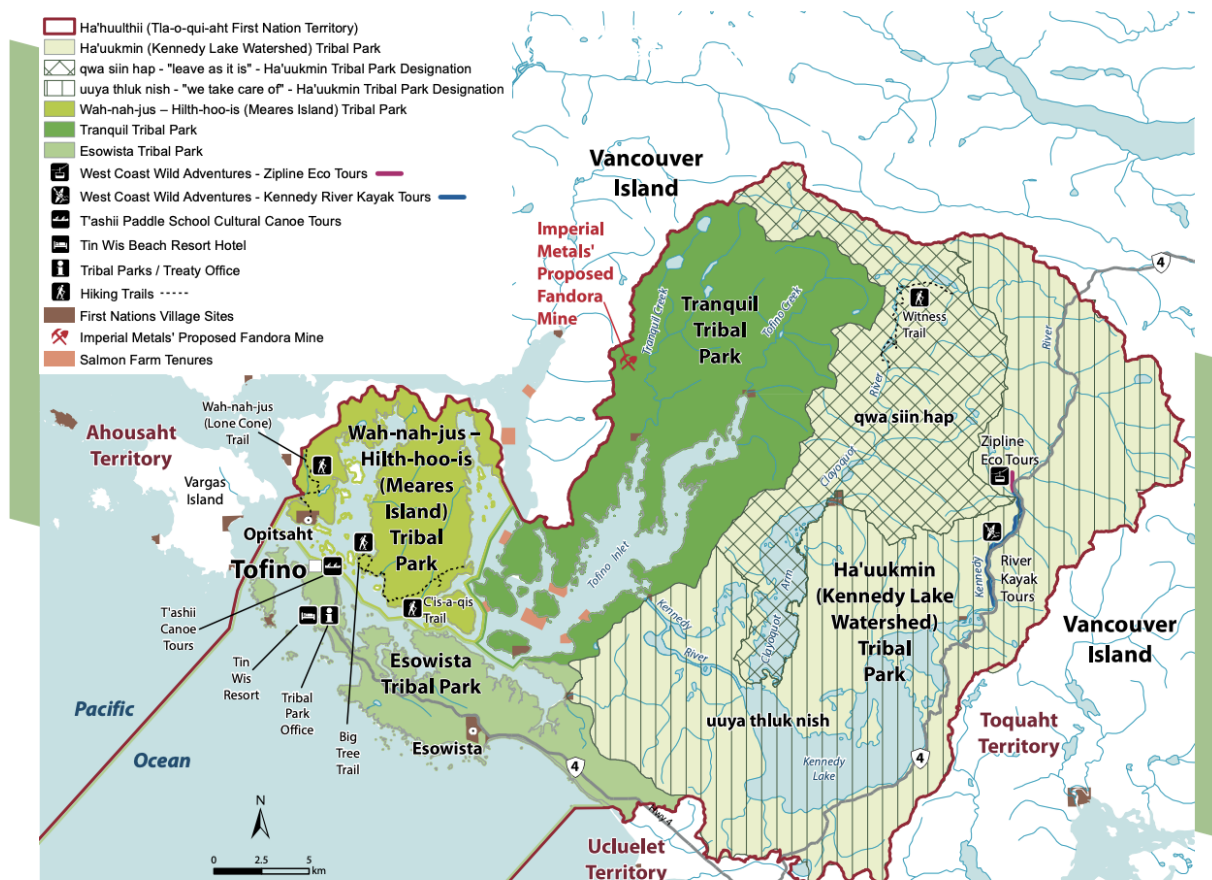 Ha'huulthii (Tla-o-qui-aht First Nation Territory)
Ha'uukmin (Kennedy Lake Watershed) Tribal Park
qwa siin hap - "leave as it is" - Ha'uukmin Tribal Park Designation
uuya thluk nish - "we take care of" - Ha'uukmin Tribal Park Designation
Wah-nah-jus – Hilth-hoo-is (Meares Island) Tribal Park
Tranquil Tribal Park
Esowista Tribal Park
West Coast Wild Adventures - Zipline Eco Tours
West Coast Wild Adventures - Kennedy River Kayak Tours
T'ashii Paddle School Cultural Canoe Tours
Tin Wis Beach Resort Hotel
Tribal Parks / Treaty Office
Hiking Trails
First Nations Village Sites
Imperial Metals' Proposed Fandora Mine
Salmon Farm Tenures
Vancouver
Island
Imperial
Metals'
Proposed
Fandora
Mine
Tranquil Creek
Tofino Creek
Tranquil
Tribal
Park
4
River
Witness
Trail
River
qwa siin hap
Clayoquot
Zipline
Eco Tours
Wah-nah-jus
(Lone Cone)
Trail
Ahousaht
Territory
Vargas
Island
Wah-nah-jus –
Hilth-hoo-is
(Meares
Island)
Tribal
Park
Opitsaht
Tofino
C'is-a-qis
Trail
T'ashii
Canoe
Tours
Tin
Wis
Resort
Tribal
Park
Office
Big
Tree
Trail
Esowista
Tribal Park
Esowista
Tofino Inlet
Kennedy
River
Clayoquot
Arm
Ha'uukmin
(Kennedy Lake
Watershed)
Tribal
Park
Kennedy
River
Kayak
Tours
Vancouver
Island
Toquaht
Territory
uuya thluk nish
Kennedy
Lake
4
4
Hwy 4
Pacific
Ocean
Ucluelet
Territory
N
0
2.5
5
km